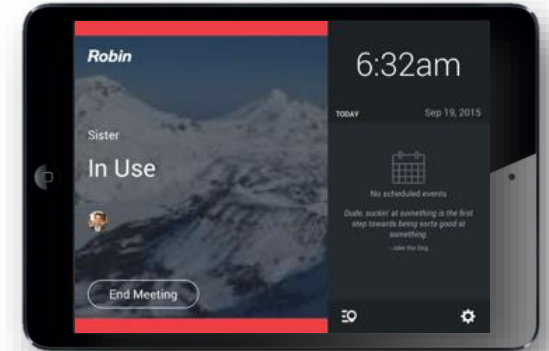 Robin
Sister
In Use
End Meeting
6:32am
TODAY Sep 19, 2015
No scheduled events
Dude, suckin' at something is the first
step towards being sorta good at
something.
- Jake the Dog